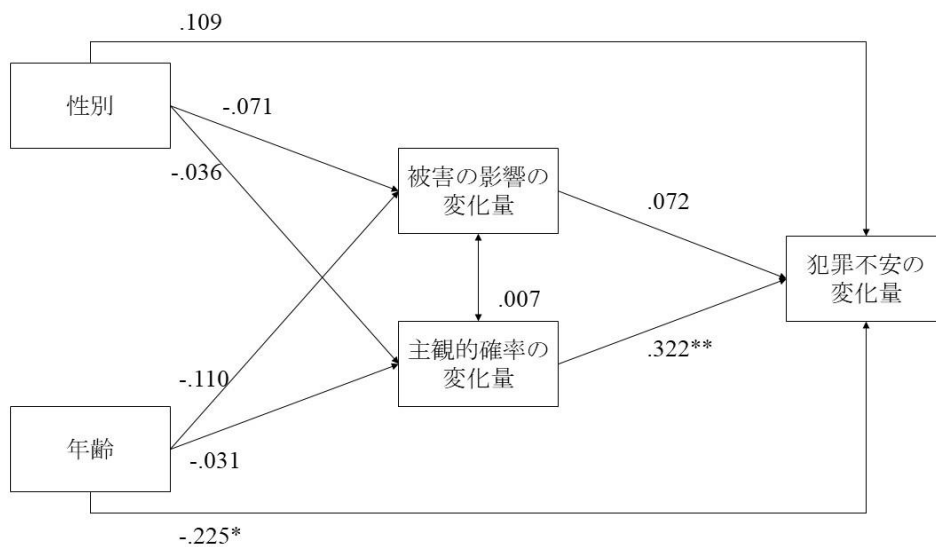 .109
性別
-.071
-.036
被害の影響の
変化量
.072
犯罪不安の
変化量
.007
主観的確率の
変化量
.322**
-.110
年齢
-.031
-.225*